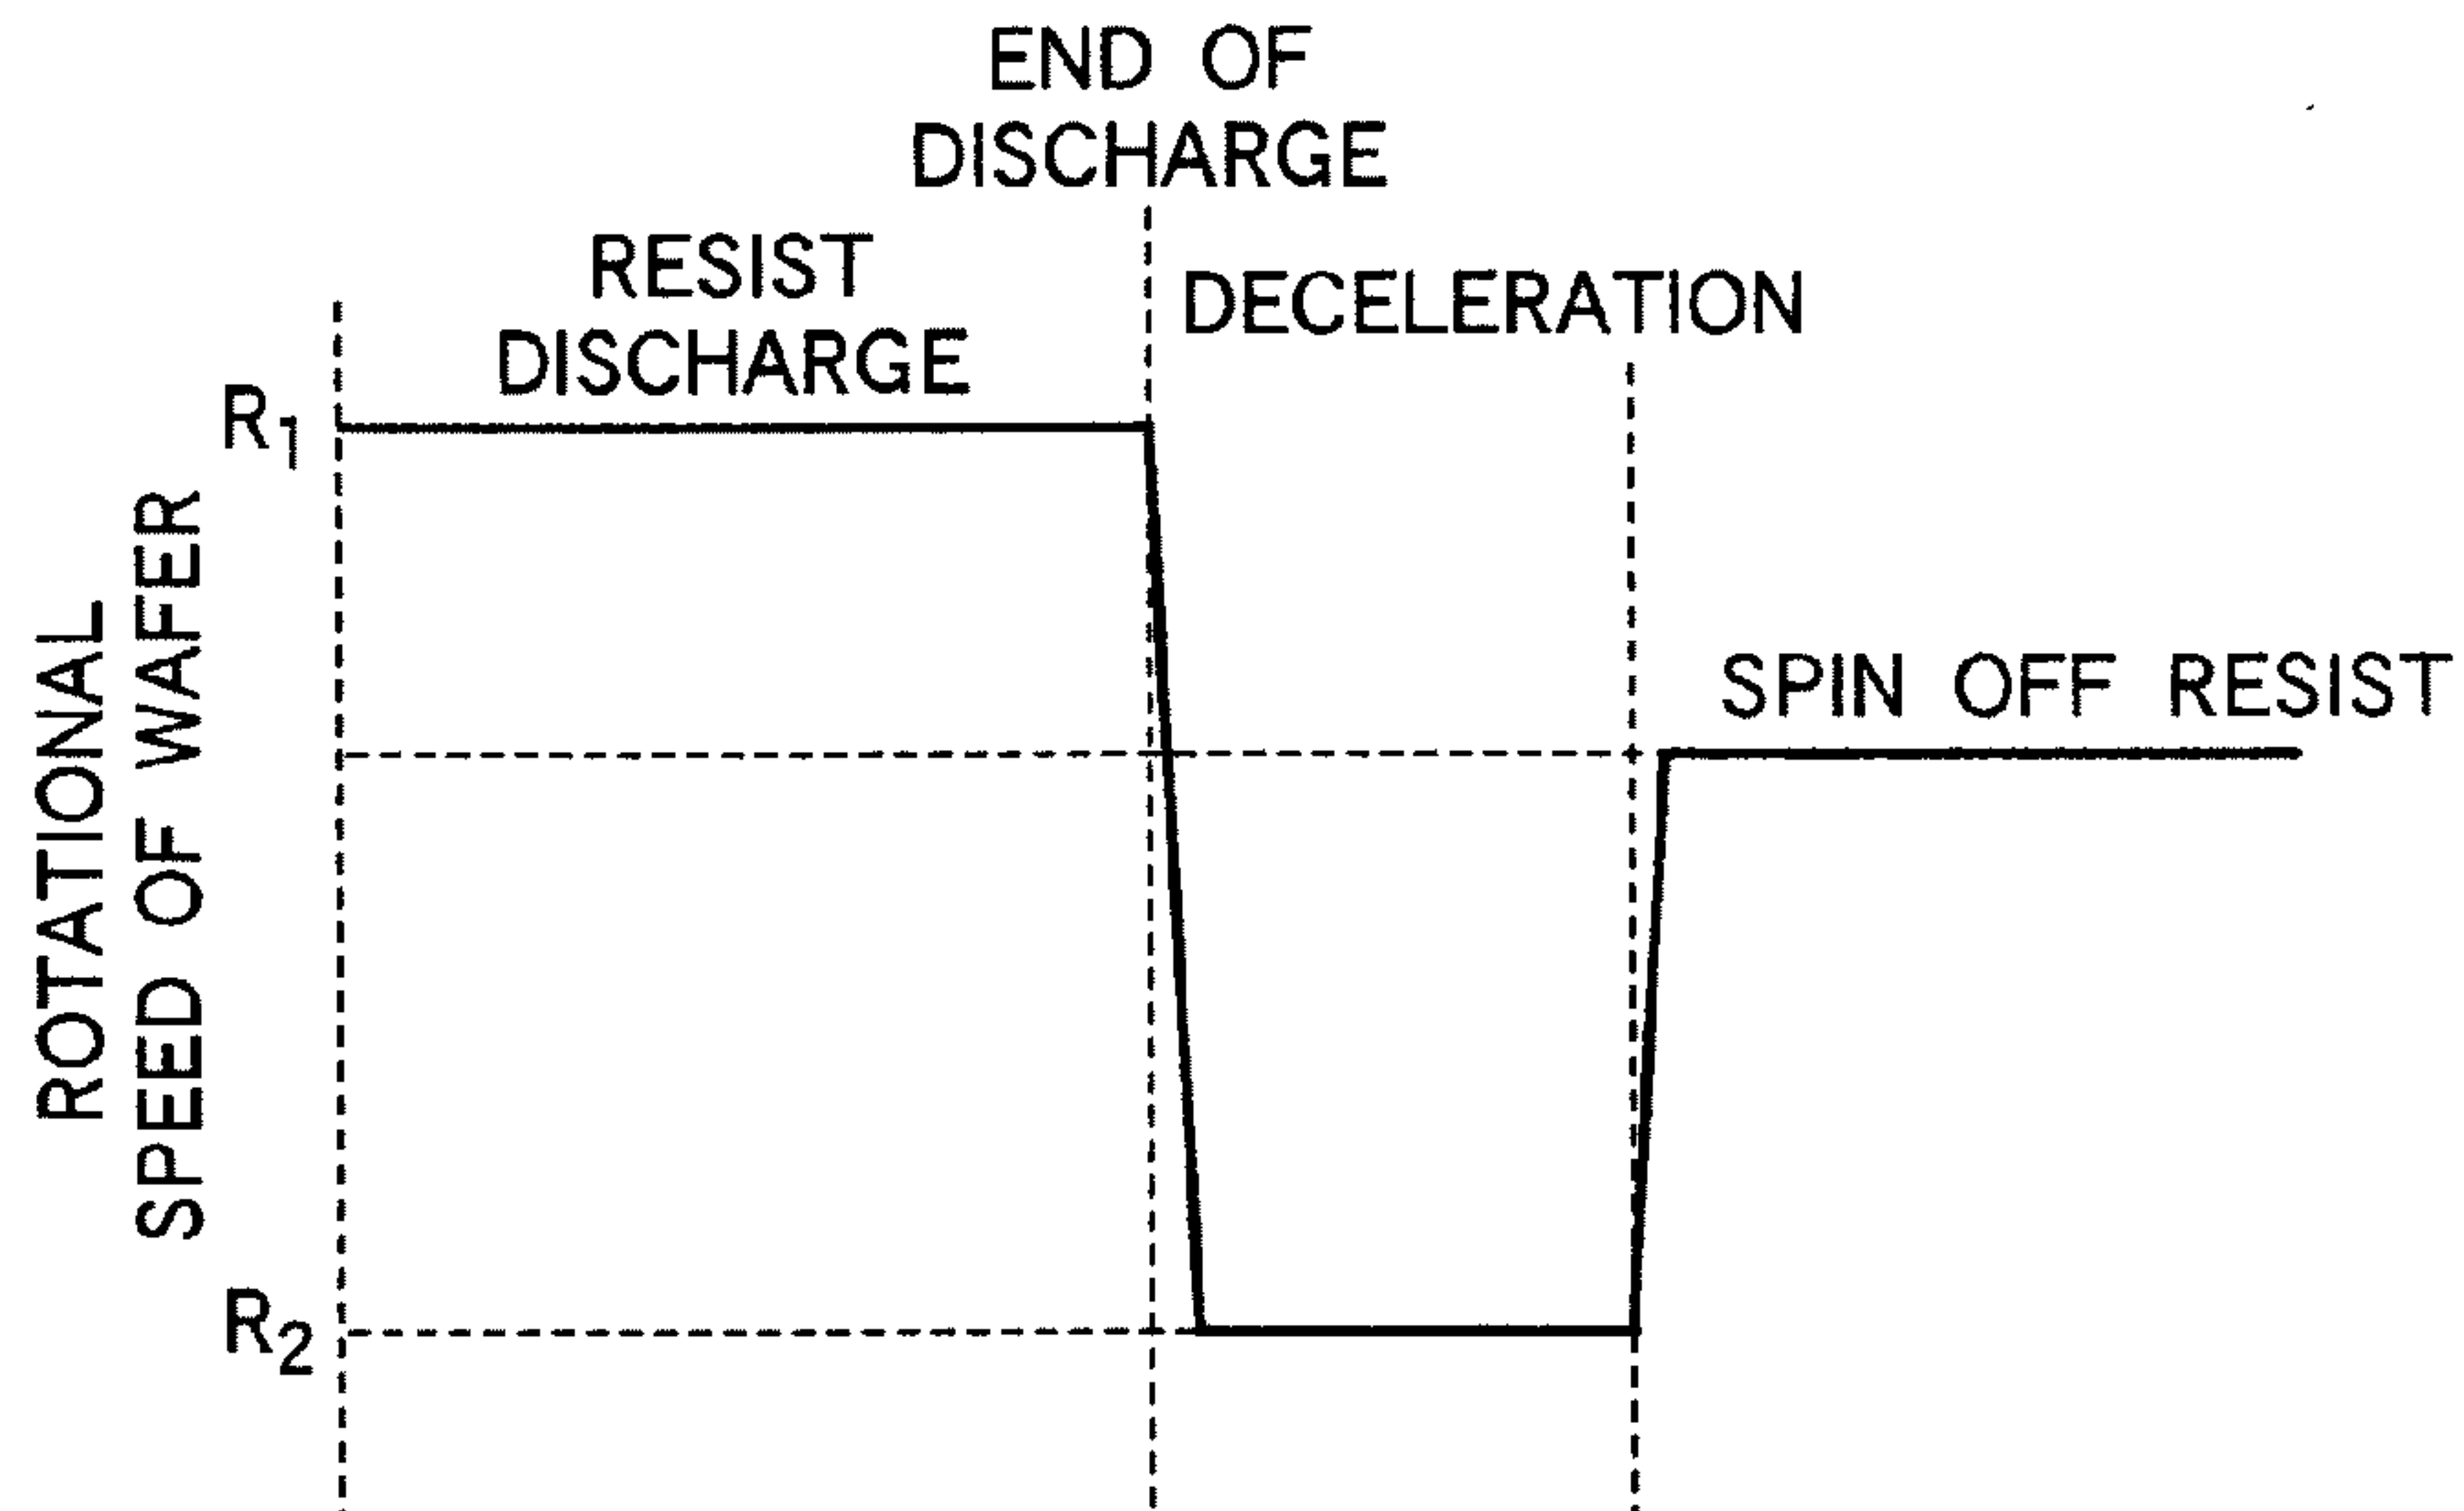 END OF
DISCHARGE
RESIST
DISCHARGE
DECELERATION
R1
ROTATIONAL
SPEED OF WAFER
SPIN OFF RESIST
R2